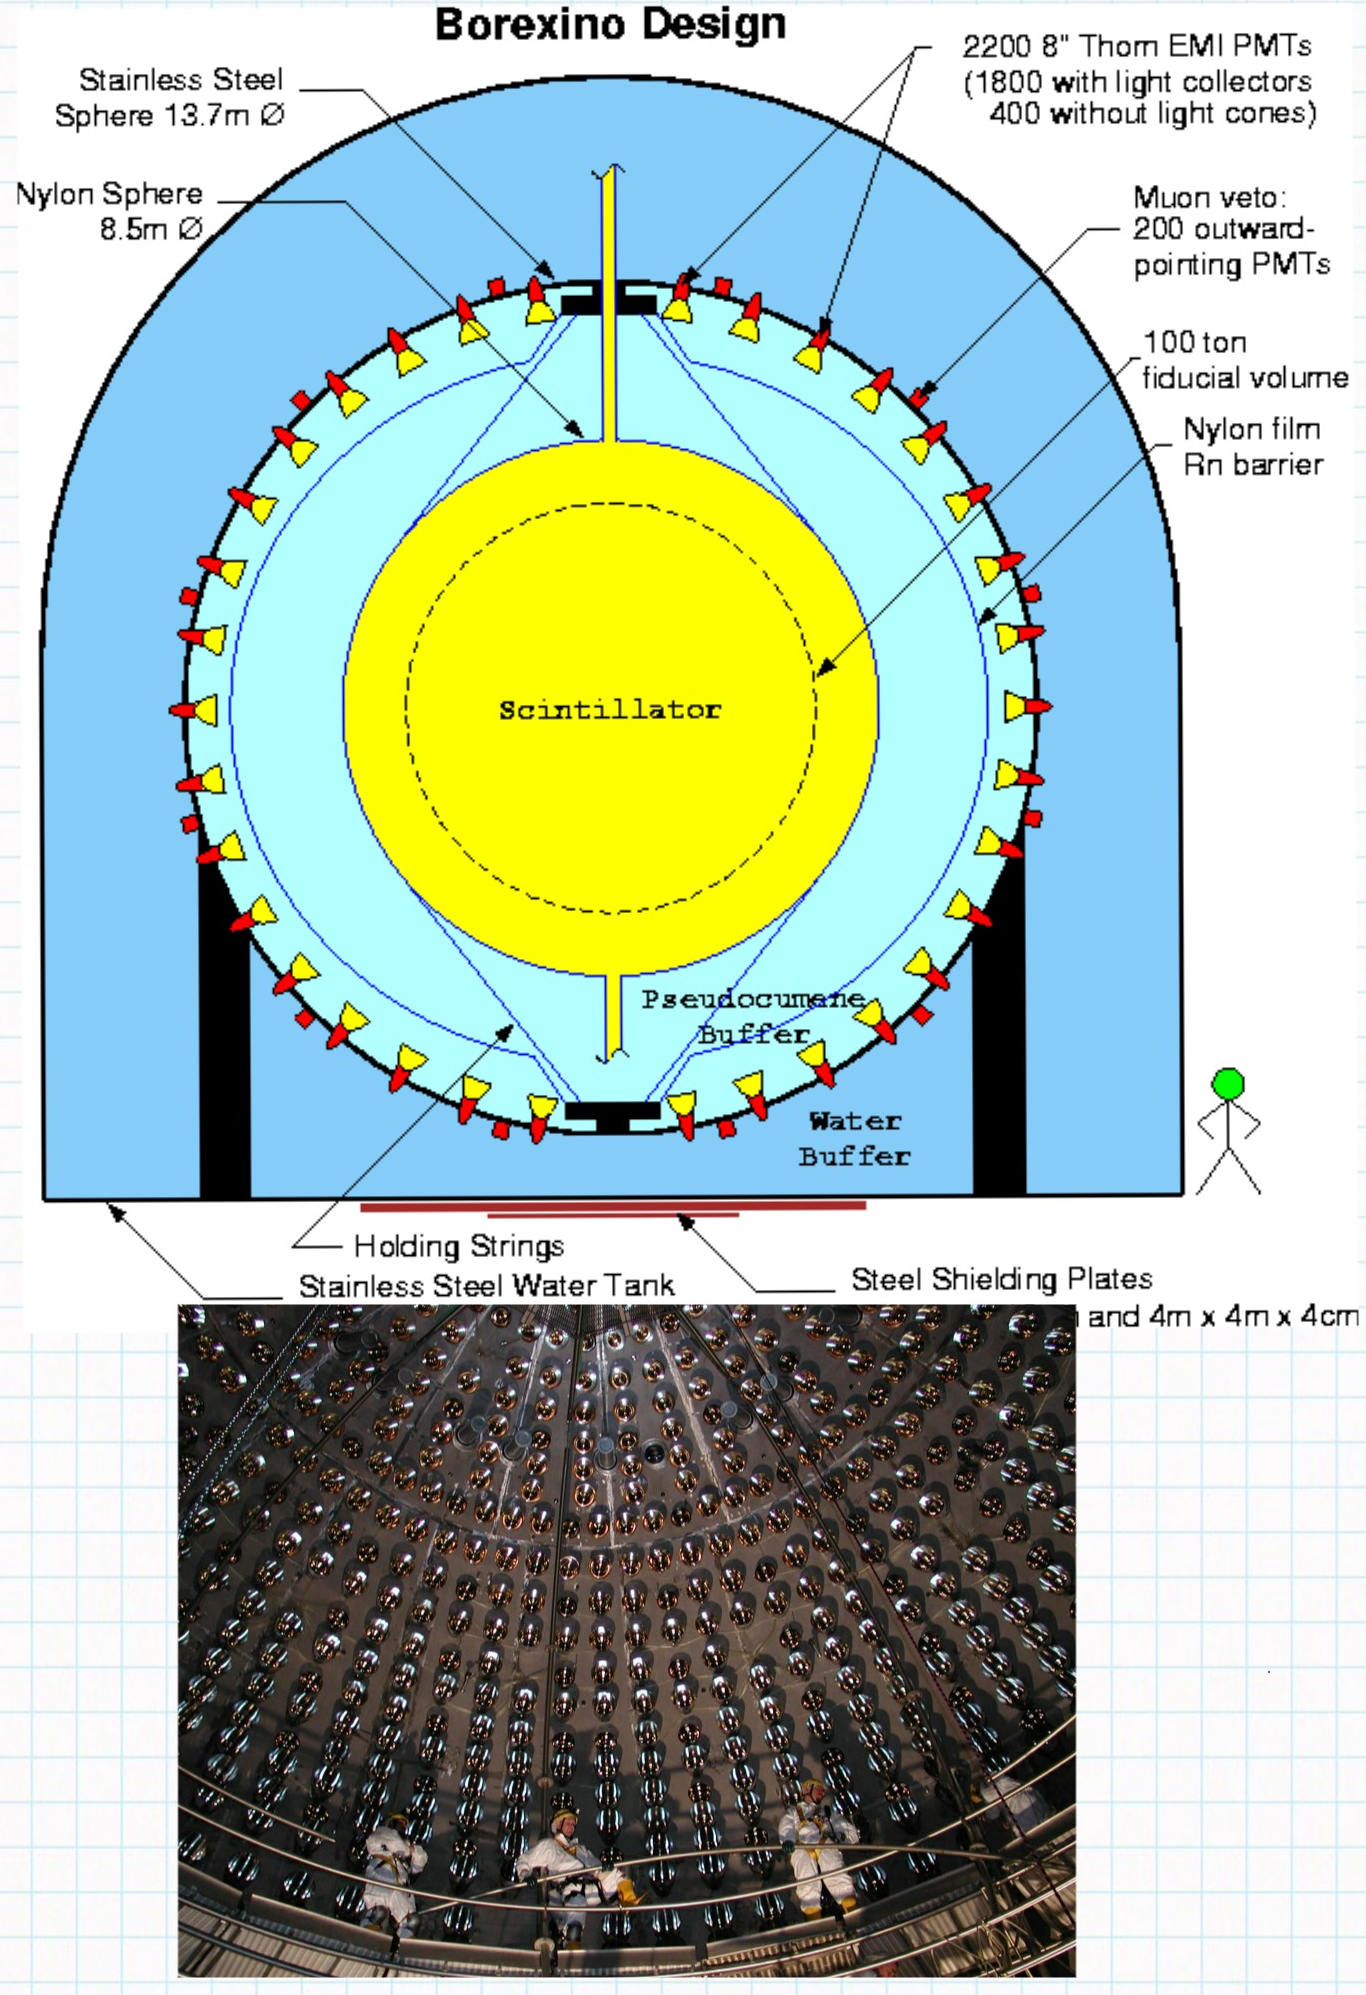 Borexino Design
Stainless Steel
Sphere 13.7m Ø
2200 8" Thorn EMI PMTs
(1800 with light collectors
400 without light cones)
Nylon Sphere
8.5m Ø
Muon veto:
200 outward-
pointing PMTs
100 ton
fiducial volume
Nylon film
Rn barrier
Scintillator
Pseudocumene
Buffer
Water
Buffer
Holding Strings
Stainless Steel Water Tank
Steel Shielding Plates
and 4m x 4m x 4cm